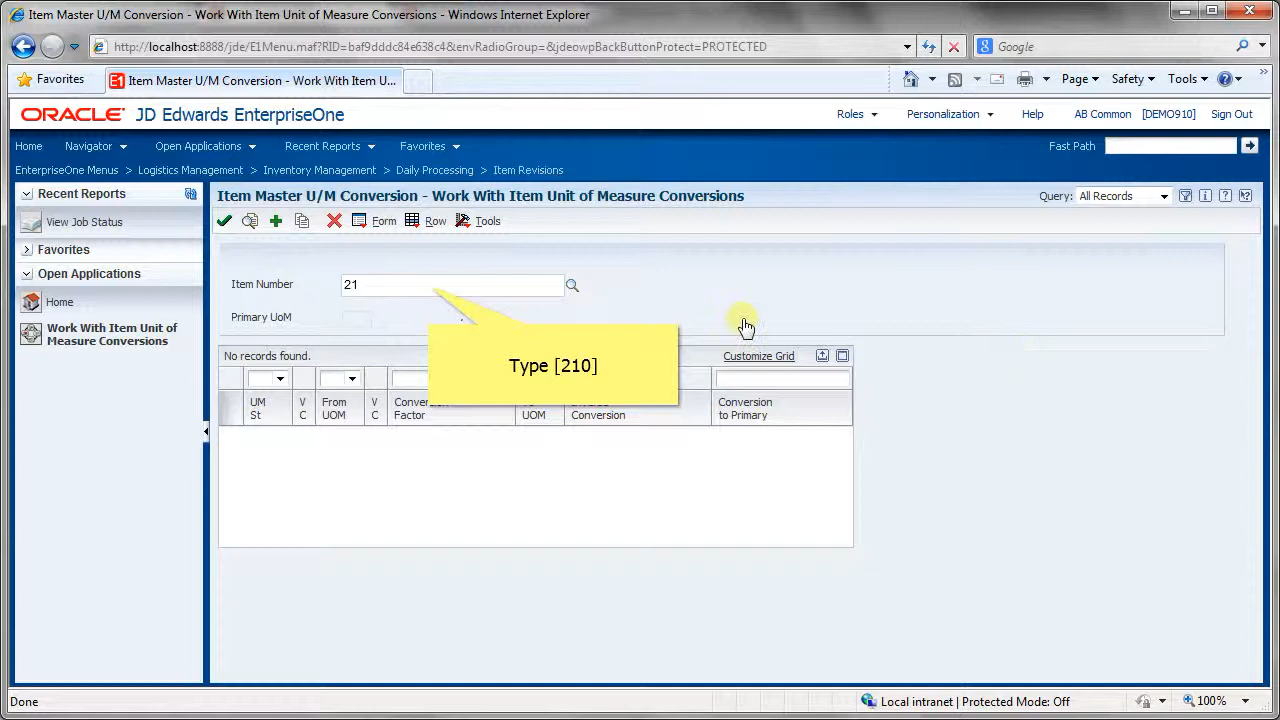 Item Master U/M Conversion - Work With Item Unit of Measure Conversions - Windows Internet Explorer
http://localhost:8888/jde/E1Menu.maf?RID=baf9dddc84e638c4&envRadioGroup=&jdeowpBackButtonProtect=PROTECTED
Google
Favorites
E1 Item Master U/M Conversion - Work With Item U...
Page Safety Tools
ORACLE JD Edwards EnterpriseOne
Roles Personalization Help AB Common [DEMO910] Sign Out
Home Navigator Open Applications Recent Reports Favorites Fast Path
EnterpriseOne Menus > Logistics Management > Inventory Management > Daily Processing > Item Revisions
Recent Reports
View Job Status
Favorites
Open Applications
Home
Work With Item Unit of
Measure Conversions
Item Master U/M Conversion - Work With Item Unit of Measure Conversions
Query: All Records
Form Row Tools
Item Number 21
Primary UoM
Type [210]
No records found. Customize Grid
UM St
V C
From UOM
V C
Factor
UOM
Conversion
Conversion to Primary
Done Local intranet | Protected Mode: Off 100%